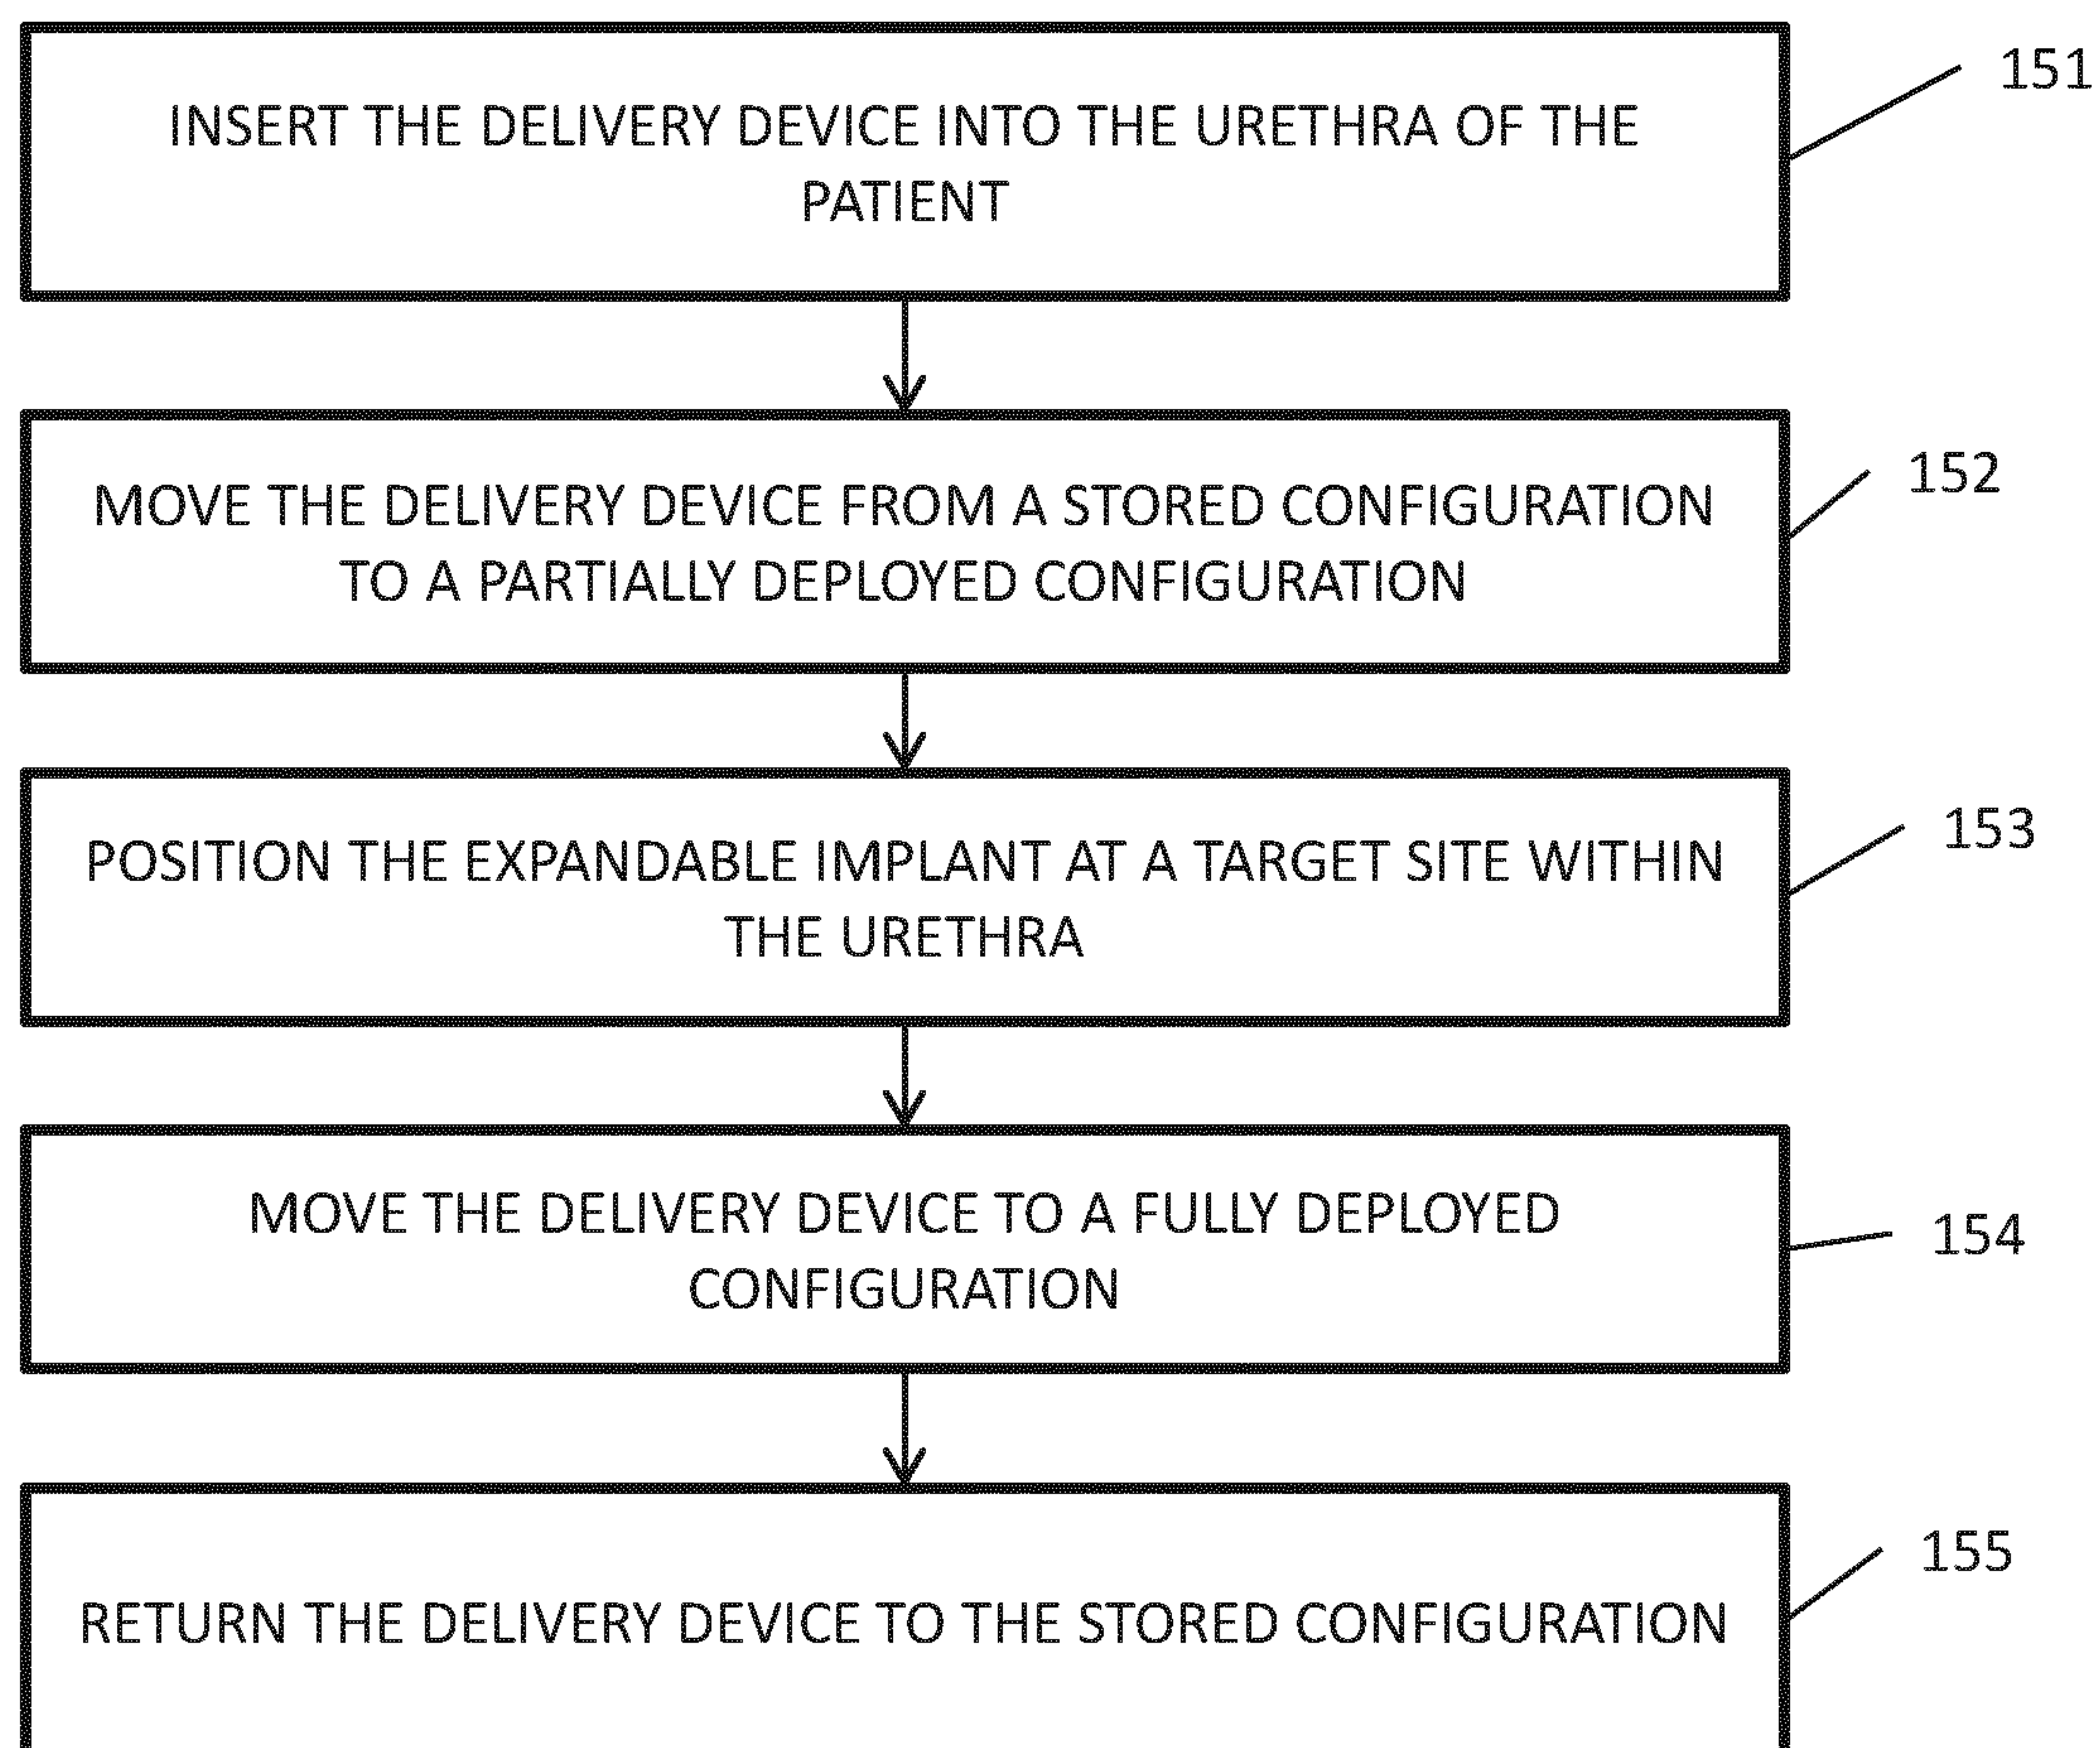 INSERT THE DELIVERY DEVICE INTO THE URETHRA OF THE
PATIENT
151
MOVE THE DELIVERY DEVICE FROM A STORED CONFIGURATION
TO A PARTIALLY DEPLOYED CONFIGURATION
152
POSITION THE EXPANDABLE IMPLANT AT A TARGET SITE WITHIN
THE URETHRA
153
MOVE THE DELIVERY DEVICE TO A FULLY DEPLOYED
CONFIGURATION
154
RETURN THE DELIVERY DEVICE TO THE STORED CONFIGURATION
155